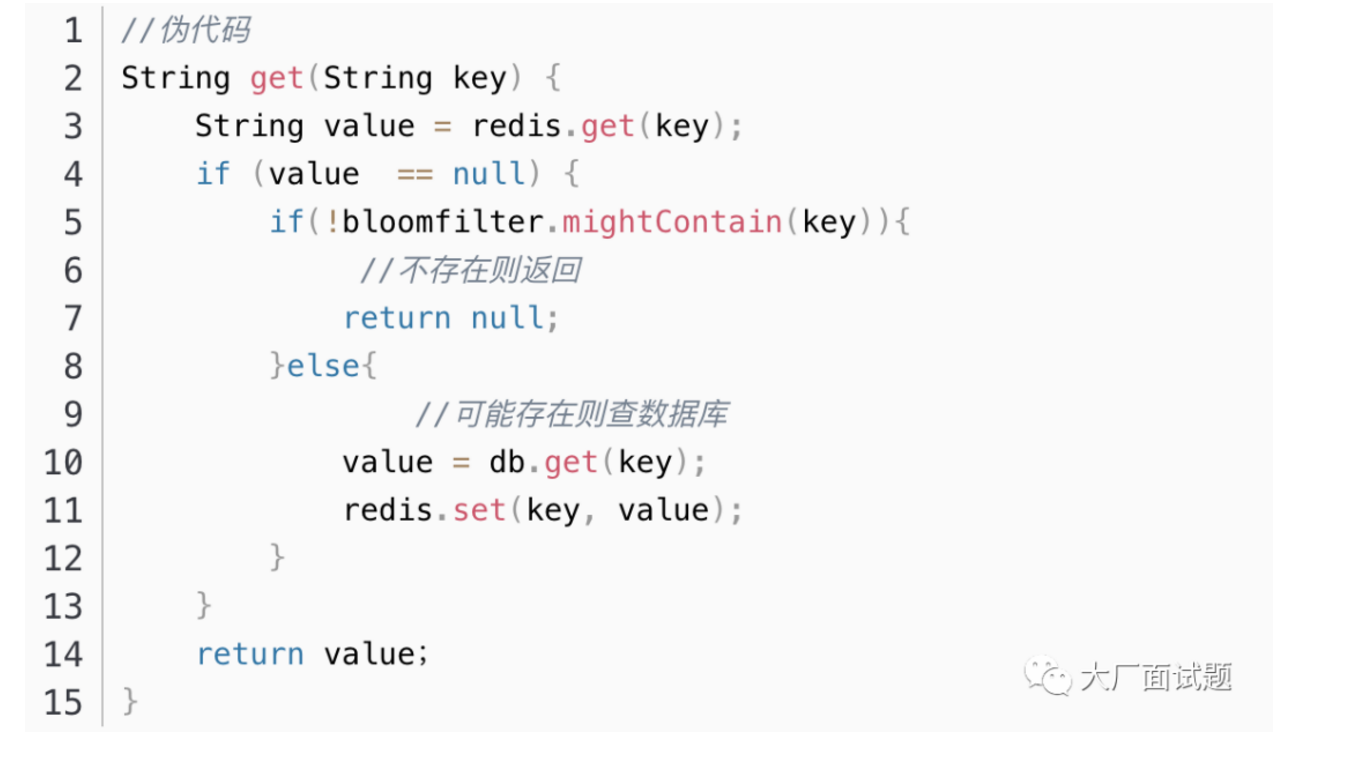 1 //伪代码
2 String get(String key) {
3 String value = redis.get(key);
4 if (value  == null) {
5 if(!bloomfilter.mightContain(key)){
6 //不存在则返回
7 return null;
8 }else{
9 //可能存在则查数据库
10 value = db.get(key);
11 redis.set(key, value);
12 }
13 }
14 return value;
15 }
大厂面试题